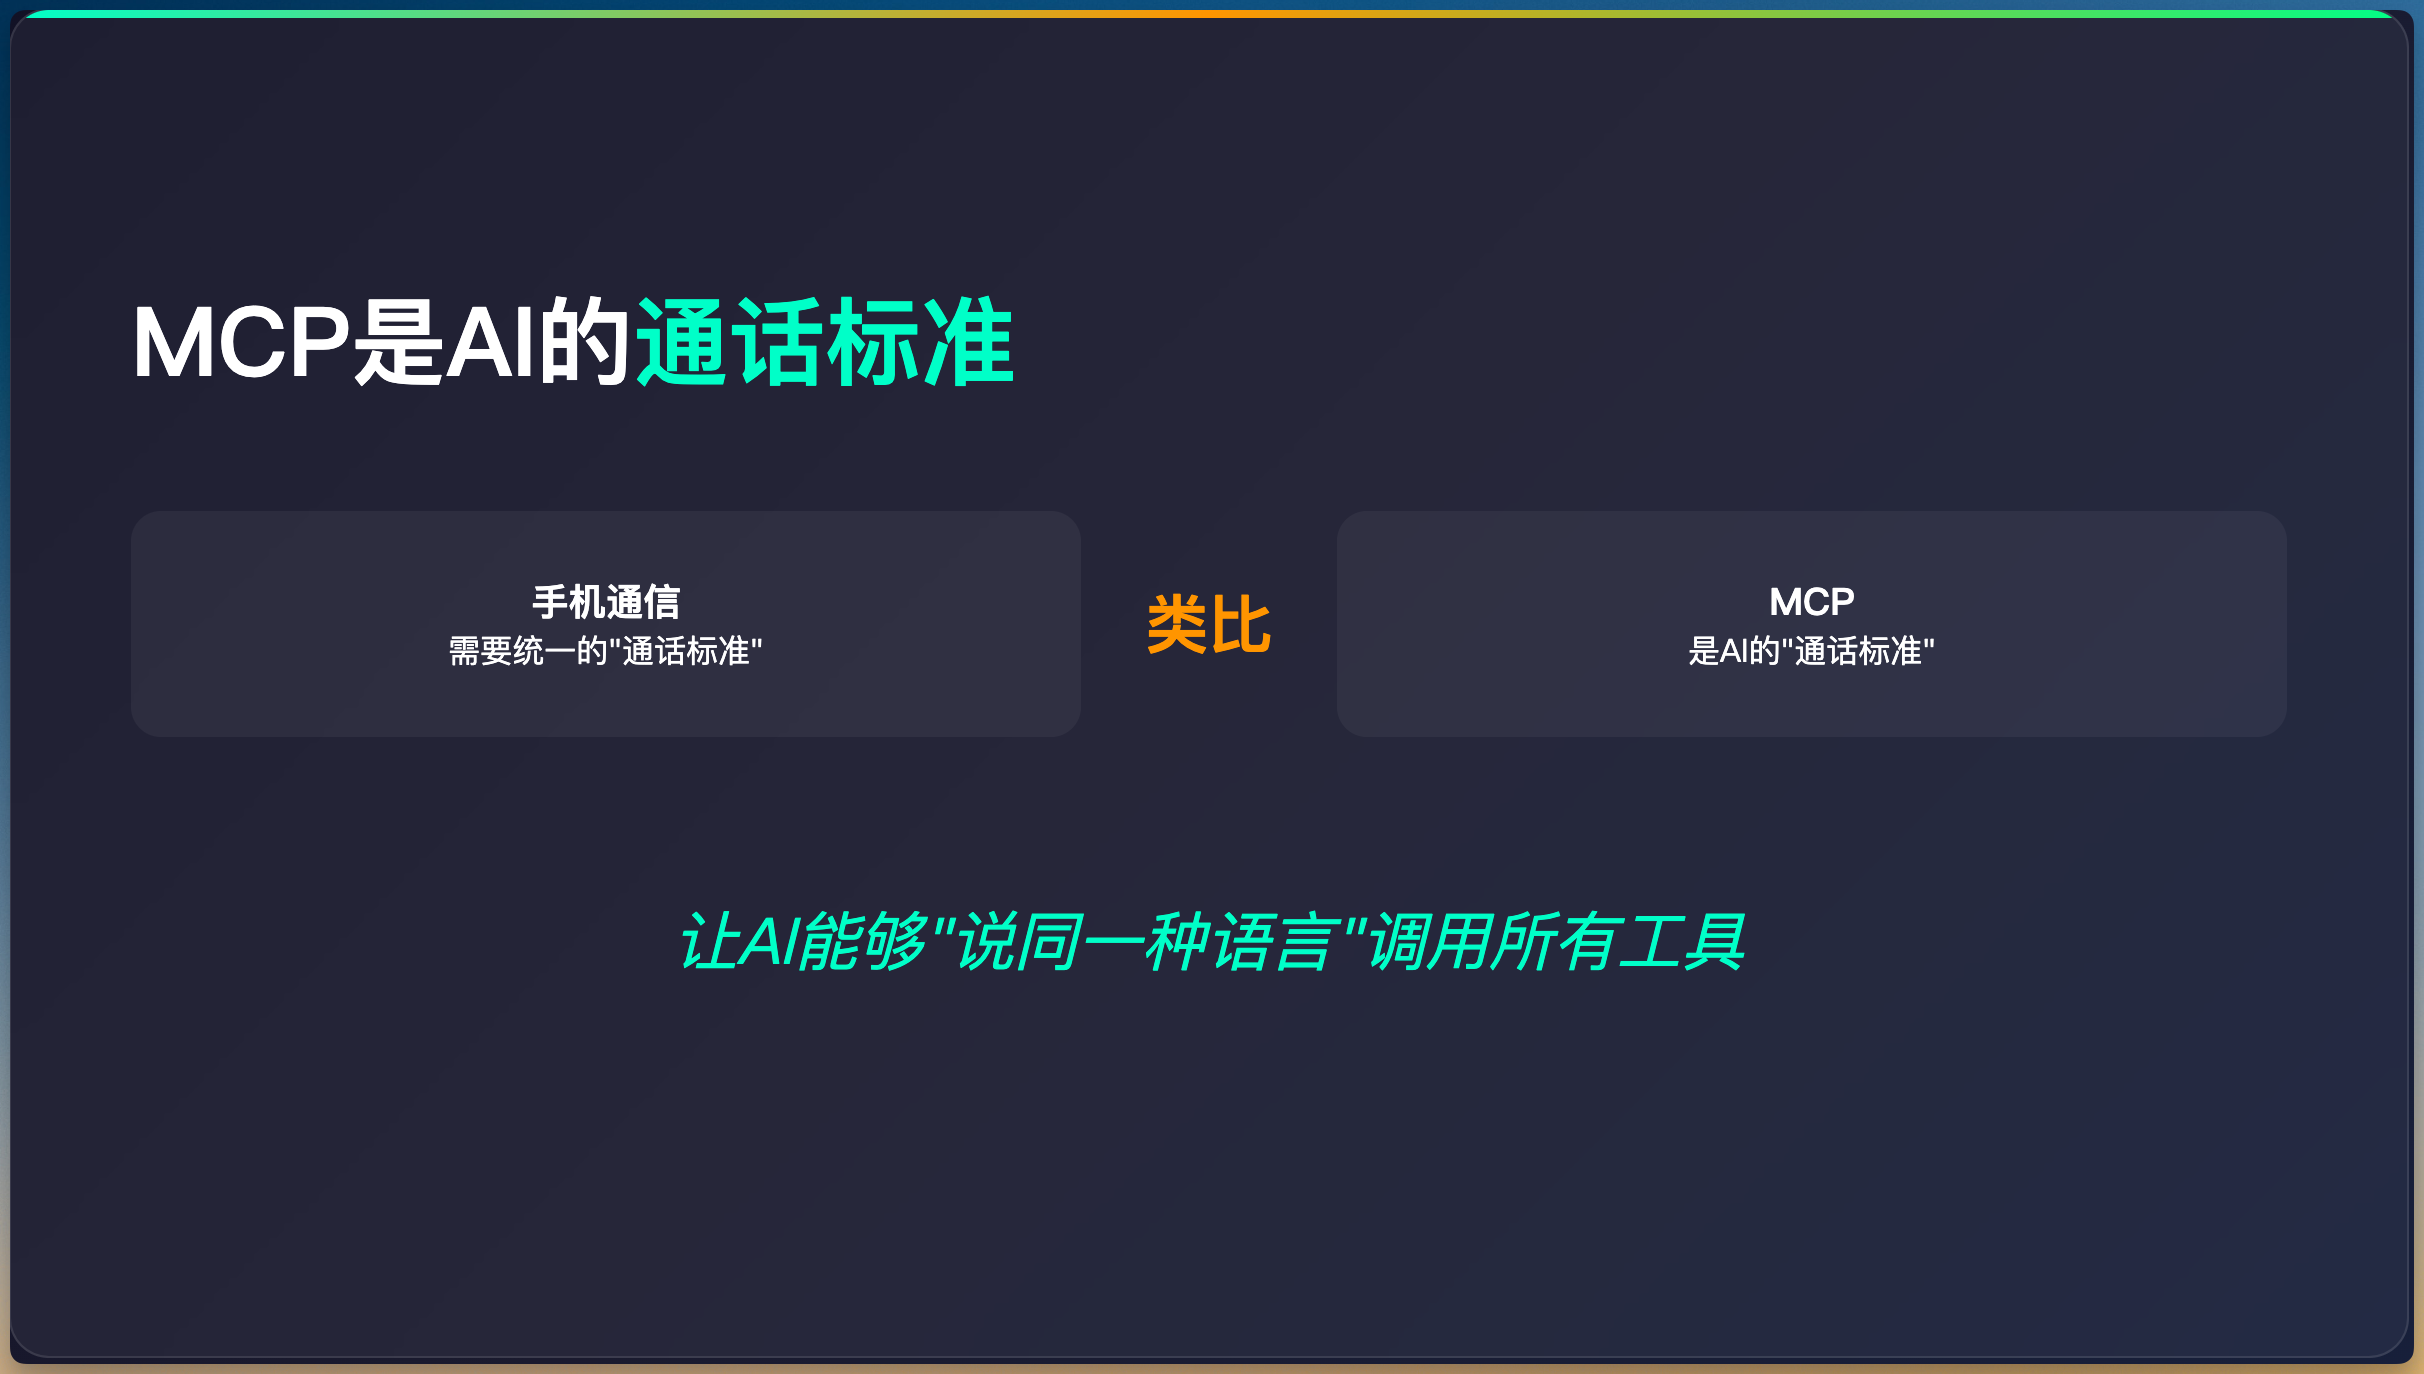 MCP是AI的通话标准
手机通信
需要统一的"通话标准"
类比
MCP
是AI的"通话标准"
让AI能够"说同一种语言"调用所有工具